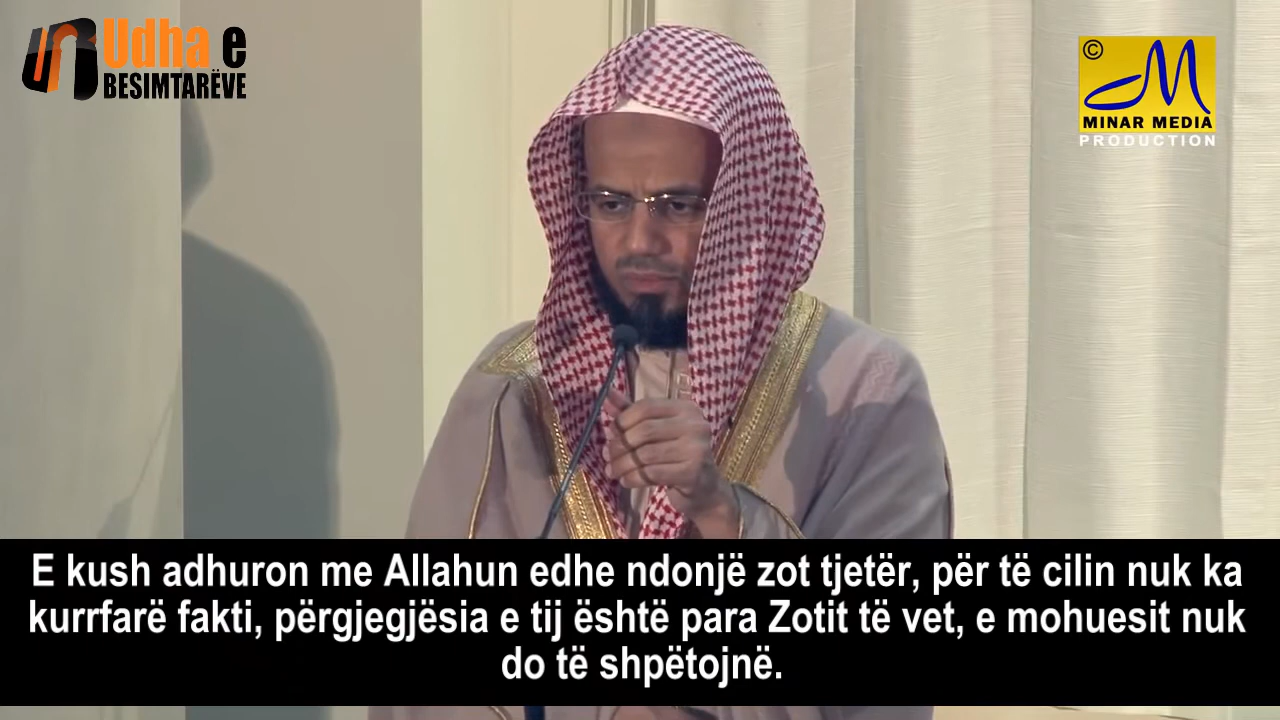 Udha e
BESIMTARËVE
©
M
MINAR MEDIA
PRODUCTION
E kush adhuron me Allahun edhe ndonjë zot tjetër, për të cilin nuk ka
kurrfarë fakti, përgjegjësia e tij është para Zotit të vet, e mohuesit nuk
do të shpëtojnë.